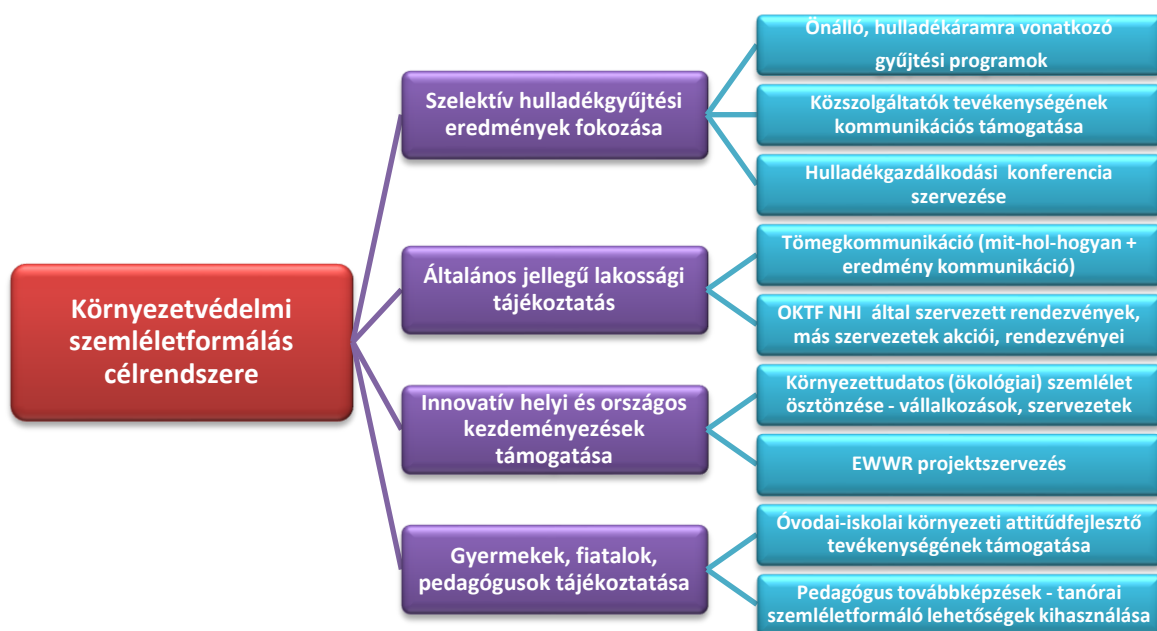 Környezetvédelmi
szemléletformálás
célrendszere
Szelektív hulladékgyűjtési
eredmények fokozása
Önálló, hulladékáramra vonatkozó
gyűjtési programok
Közszolgáltatók tevékenységének
kommunikációs támogatása
Hulladékgazdálkodási konferencia
szervezése
Általános jellegű lakossági
tájékoztatás
Tömegkommunikáció (mit-hol-hogyan +
eredmény kommunikáció)
OKTF NHI által szervezett rendezvények,
más szervezetek akciói, rendezvényei
Innovatív helyi és országos
kezdeményezések
támogatása
Környezettudatos (ökológiai) szemlélet
ösztönzése - vállalkozások, szervezetek
EWWR projektszervezés
Gyermekek, fiatalok,
pedagógusok tájékoztatása
Óvodai-iskolai környezeti attitűdfejlesztő
tevékenységének támogatása
Pedagógus továbbképzések - tanórai
szemléletformáló lehetőségek kihasználása